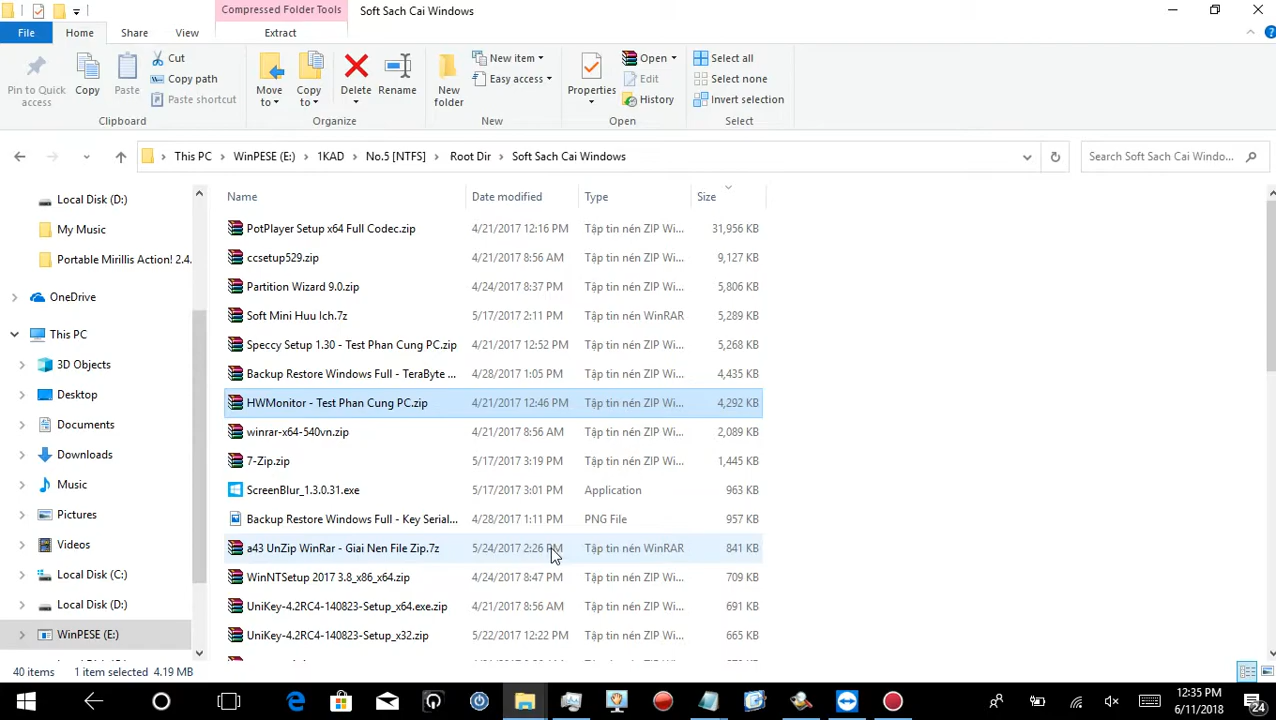 Compressed Folder Tools
Soft Sach Cai Windows
File
Home
Share
View
Extract
Pin to Quick access
Copy
Paste
Cut
Copy path
Paste shortcut
Move to
Copy to
Delete
Rename
New folder
New item
Easy access
Properties
Open
Edit
History
Select all
Select none
Invert selection
Clipboard
Organize
New
Open
Select
This PC
WinPESE (E:)
1KAD
No.5 [NTFS]
Root Dir
Soft Sach Cai Windows
Search Soft Sach Cai Windo...
Local Disk (D:)
My Music
Portable Mirillis Action! 2.4.
OneDrive
This PC
3D Objects
Desktop
Documents
Downloads
Music
Pictures
Videos
Local Disk (C:)
Local Disk (D:)
WinPESE (E:)
Name Date modified Type Size
PotPlayer Setup x64 Full Codec.zip 4/21/2017 12:16 PM Tập tin nén ZIP Wi... 31,956 KB
ccsetup529.zip 4/21/2017 8:56 AM Tập tin nén ZIP Wi... 9,127 KB
Partition Wizard 9.0.zip 4/24/2017 8:37 PM Tập tin nén ZIP Wi... 5,806 KB
Soft Mini Huu Ich.7z 5/17/2017 2:11 PM Tập tin nén WinRAR 5,289 KB
Speccy Setup 1.30 - Test Phan Cung PC.zip 4/21/2017 12:52 PM Tập tin nén ZIP Wi... 5,268 KB
Backup Restore Windows Full - TeraByte ... 4/28/2017 1:05 PM Tập tin nén ZIP Wi... 4,435 KB
HWMonitor - Test Phan Cung PC.zip 4/21/2017 12:46 PM Tập tin nén ZIP Wi... 4,292 KB
winrar-x64-540vn.zip 4/21/2017 8:56 AM Tập tin nén ZIP Wi... 2,089 KB
7-Zip.zip 5/17/2017 3:19 PM Tập tin nén ZIP Wi... 1,445 KB
ScreenBlur_1.3.0.31.exe 5/17/2017 3:01 PM Application 963 KB
Backup Restore Windows Full - Key Serial... 4/28/2017 1:11 PM PNG File 957 KB
a43 UnZip WinRar - Giai Nen File Zip.7z 5/24/2017 2:26 PM Tập tin nén WinRAR 841 KB
WinNTSetup 2017 3.8_x86_x64.zip 4/24/2017 8:47 PM Tập tin nén ZIP Wi... 709 KB
UniKey-4.2RC4-140823-Setup_x64.exe.zip 4/21/2017 8:56 AM Tập tin nén ZIP Wi... 691 KB
UniKey-4.2RC4-140823-Setup_x32.zip 5/22/2017 12:22 PM Tập tin nén ZIP Wi... 665 KB
40 items 1 item selected 4.19 MB
12:35 PM
6/11/2018
24